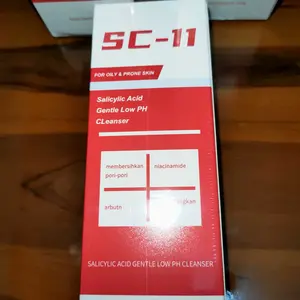 SC-11
FOR OILY & PRONE SKIN
Salicylic Acid
Gentle Low PH
CLeanser
membersihkan
pori-pori
niacinamide
arbute
SALICYLIC ACID GENTLE LOW PH CLEANSER